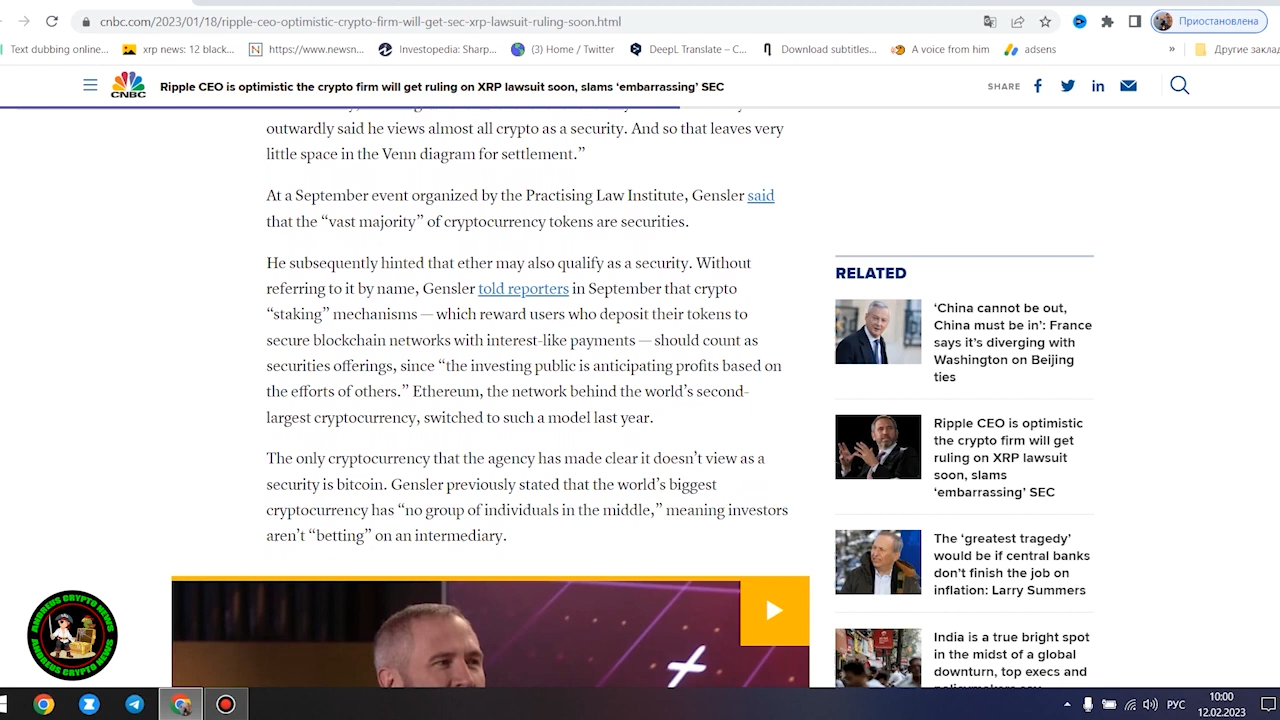 cnbc.com/2023/01/18/ripple-ceo-optimistic-crypto-firm-will-get-sec-xrp-lawsuit-ruling-soon.html
Приостановлена
Text dubbing online...
xrp news: 12 black...
https://www.newsn...
Investopedia: Sharp...
(3) Home / Twitter
DeepL Translate – C...
Download subtitles...
A voice from him
adsens
»
Другие закла
CNBC
Ripple CEO is optimistic the crypto firm will get ruling on XRP lawsuit soon, slams ‘embarrassing’ SEC
SHARE
outwardly said he views almost all crypto as a security. And so that leaves very
little space in the Venn diagram for settlement.”
At a September event organized by the Practising Law Institute, Gensler said
that the “vast majority” of cryptocurrency tokens are securities.
He subsequently hinted that ether may also qualify as a security. Without
referring to it by name, Gensler told reporters in September that crypto
“staking” mechanisms — which reward users who deposit their tokens to
secure blockchain networks with interest-like payments — should count as
securities offerings, since “the investing public is anticipating profits based on
the efforts of others.” Ethereum, the network behind the world’s second-
largest cryptocurrency, switched to such a model last year.
The only cryptocurrency that the agency has made clear it doesn’t view as a
security is bitcoin. Gensler previously stated that the world’s biggest
cryptocurrency has “no group of individuals in the middle,” meaning investors
aren’t “betting” on an intermediary.
RELATED
‘China cannot be out,
China must be in’: France
says it’s diverging with
Washington on Beijing
ties
Ripple CEO is optimistic
the crypto firm will get
ruling on XRP lawsuit
soon, slams
‘embarrassing’ SEC
The ‘greatest tragedy’
would be if central banks
don’t finish the job on
inflation: Larry Summers
India is a true bright spot
in the midst of a global
downturn, top execs and
ANDREUS CRYPTO NEWS
ANDREUS CRYPTO NEWS
РУС
10:00
12.02.2023